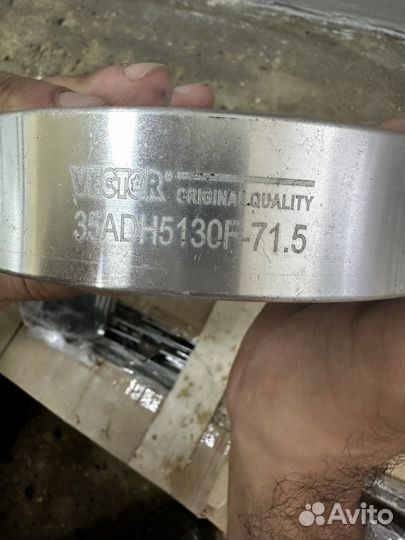 VECTOR® ORIGINAL QUALITY
35ADH5130F-71.5
Avito